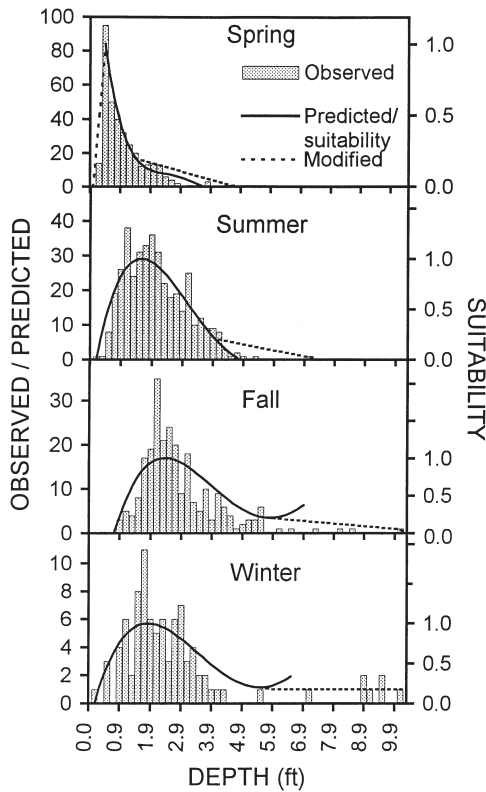 OBSERVED / PREDICTED
SUITABILITY
100
80
60
40
20
0
Spring
Observed
Predicted/
suitability
Modified
1.0
0.5
0.0
40
30
20
10
0
Summer
1.0
0.5
0.0
30
20
10
0
Fall
1.0
0.5
0.0
10
8
6
4
2
0
Winter
1.0
0.5
0.0
0.0 0.9 1.9 2.9 3.9 4.9 5.9 6.9 7.9 8.9 9.9
DEPTH (ft)